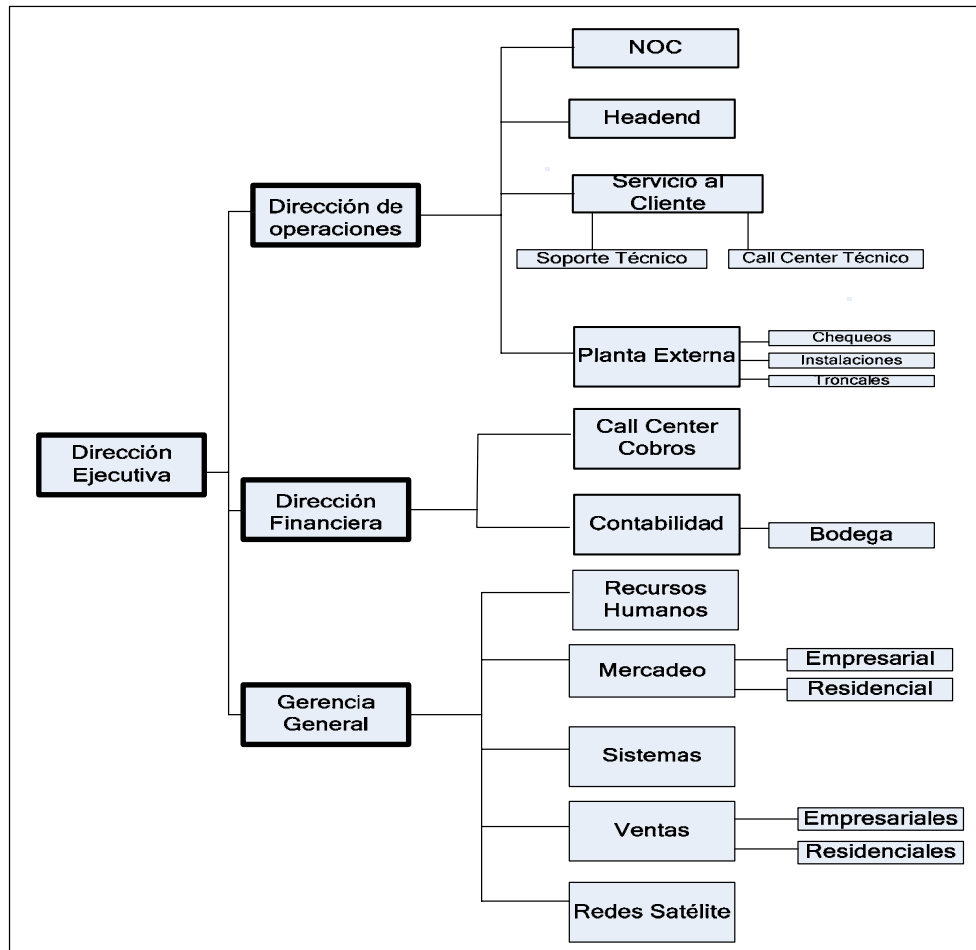 NOC
Headend
Servicio al
Cliente
Dirección de
operaciones
Soporte Técnico
Call Center Técnico
Planta Externa
Chequeos
Instalaciones
Troncales
Dirección
Ejecutiva
Call Center
Cobros
Dirección
Financiera
Contabilidad
Bodega
Recursos
Humanos
Mercadeo
Empresarial
Residencial
Gerencia
General
Sistemas
Ventas
Empresariales
Residenciales
Redes Satélite